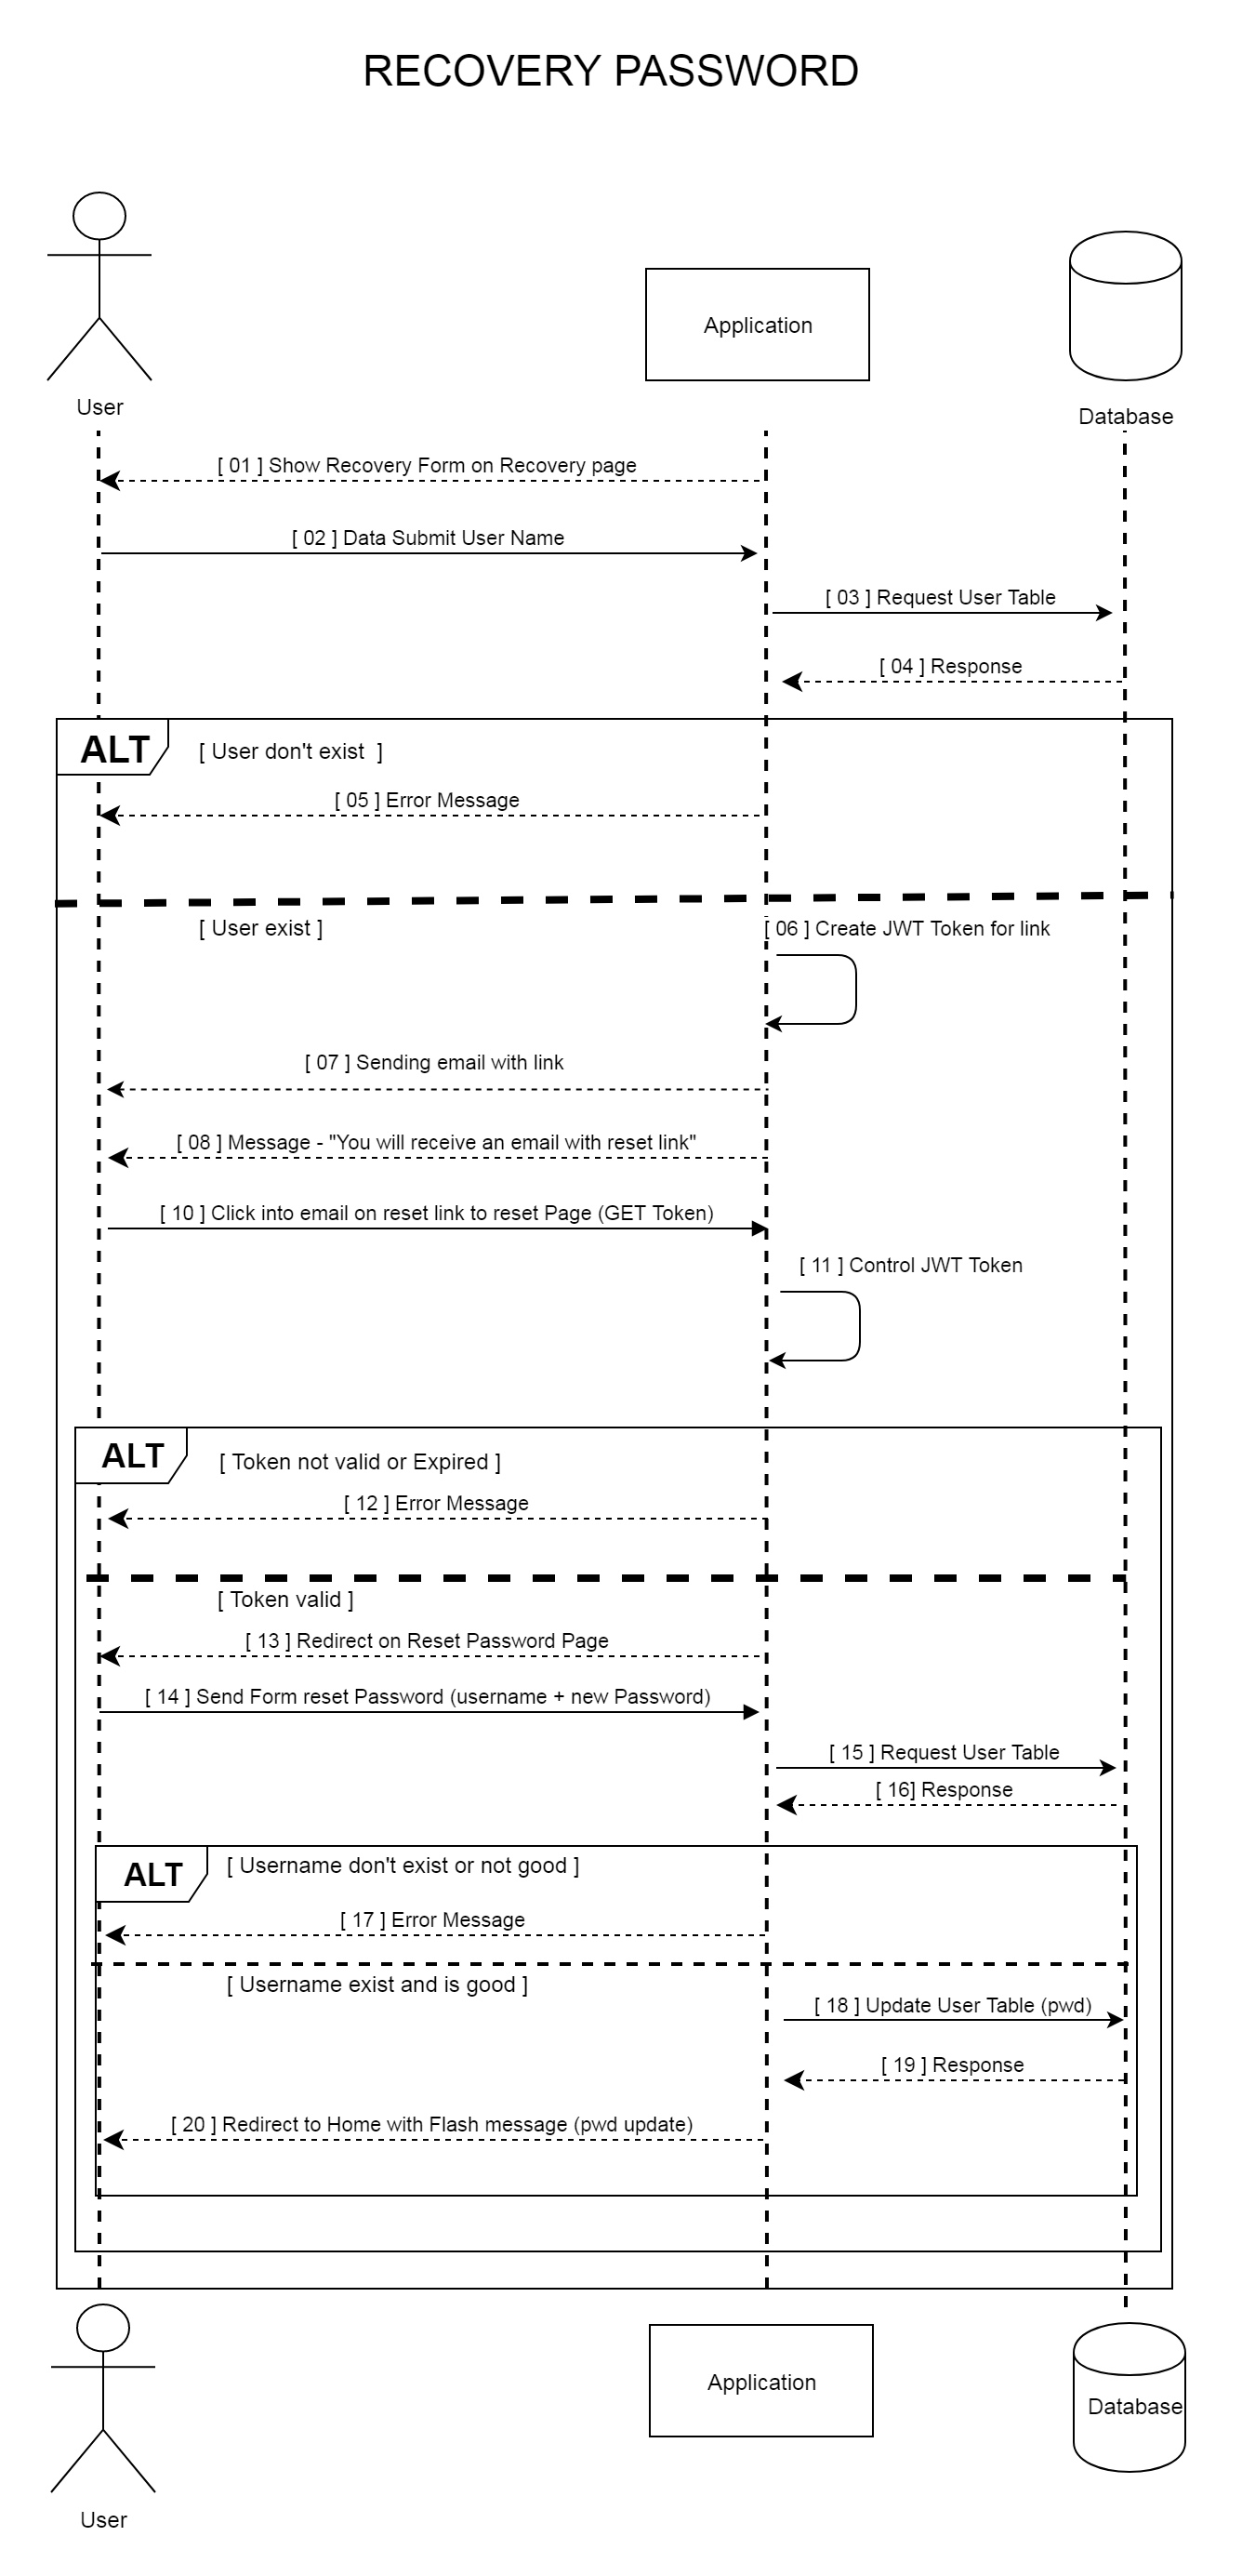 RECOVERY PASSWORD
Application
User
Database
[ 01 ] Show Recovery Form on Recovery page
[ 02 ] Data Submit User Name
[ 03 ] Request User Table
[ 04 ] Response
ALT
[ User don't exist  ]
[ 05 ] Error Message
[ User exist ]
[ 06 ] Create JWT Token for link
[ 07 ] Sending email with link
[ 08 ] Message - "You will receive an email with reset link"
[ 10 ] Click into email on reset link to reset Page (GET Token)
[ 11 ] Control JWT Token
ALT
[ Token not valid or Expired ]
[ 12 ] Error Message
[ Token valid ]
[ 13 ] Redirect on Reset Password Page
[ 14 ] Send Form reset Password (username + new Password)
[ 15 ] Request User Table
[ 16] Response
ALT
[ Username don't exist or not good ]
[ 17 ] Error Message
[ Username exist and is good ]
[ 18 ] Update User Table (pwd)
[ 19 ] Response
[ 20 ] Redirect to Home with Flash message (pwd update)
Application
Database
User